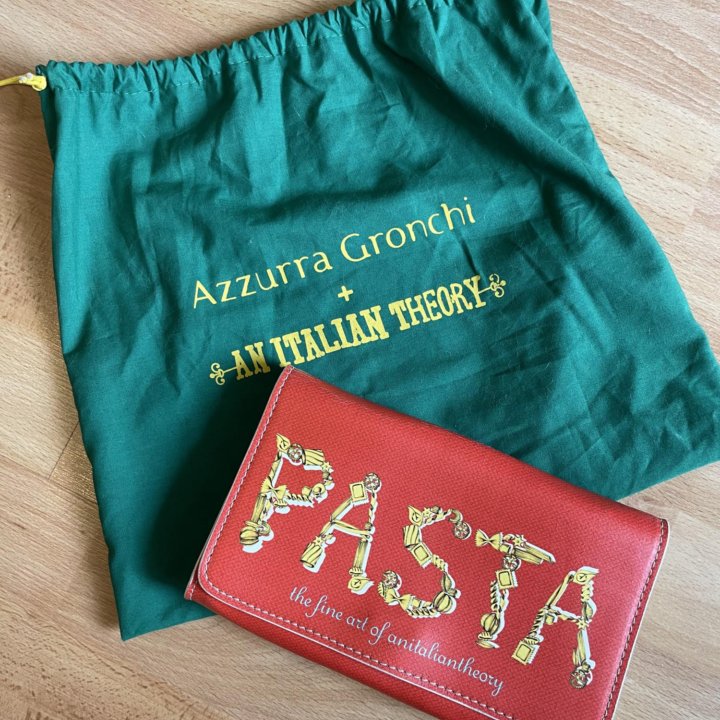 Azzurra Gronchi
+
AN ITALIAN THEORY
PASTA
the fine art of anitaliantheory